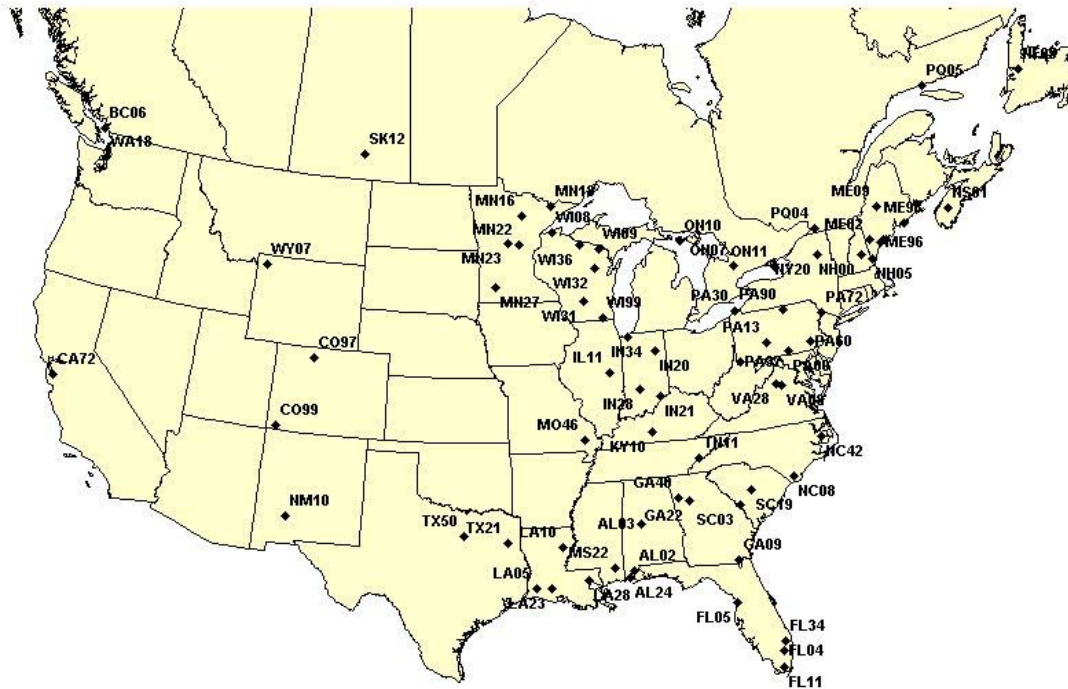 PQ05
BC06
WA18
SK12
MN18
MN16
ME09
ME98
NS01
WI08
MN22
ON10
PQ04
ME02
WI09
ON07
ON11
ME96
MN23
WI36
WY07
NY20
NH00
NH05
WI32
MN27
WI99
PA30
PA90
PA72
WI31
PA13
IN34
PA60
CO97
IL11
IN20
PA37
CA72
PA00
VA28
IN28
IN21
CO99
MO46
KY10
TN11
NC42
GA40
NC08
SC19
NM10
TX50
TX21
LA10
AL03
GA22
SC03
MS22
AL02
GA09
LA05
LA23
LA28
AL24
FL05
FL34
FL04
FL11